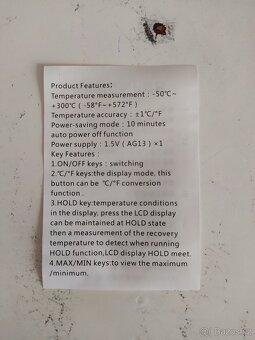 Product Features:
Temperature measurement : -50℃~
+300℃ ( -58°F~+572°F )
Temperature accuracy : ±1℃/°F
Power-saving mode : 10 minutes
auto power off function
Power supply : 1.5V ( AG13 ) ×1
Key Features :
1.ON/OFF keys : switching
2.℃/°F keys:the display mode, this
button can be ℃/°F conversion
function .
3.HOLD key:temperature conditions
in the display, press the LCD display
can be maintained at HOLD state
then a measurement of the recovery
temperature to detect when running
HOLD function,LCD display HOLD meet.
4.MAX/MIN keys:to view the maximum
/minimum.